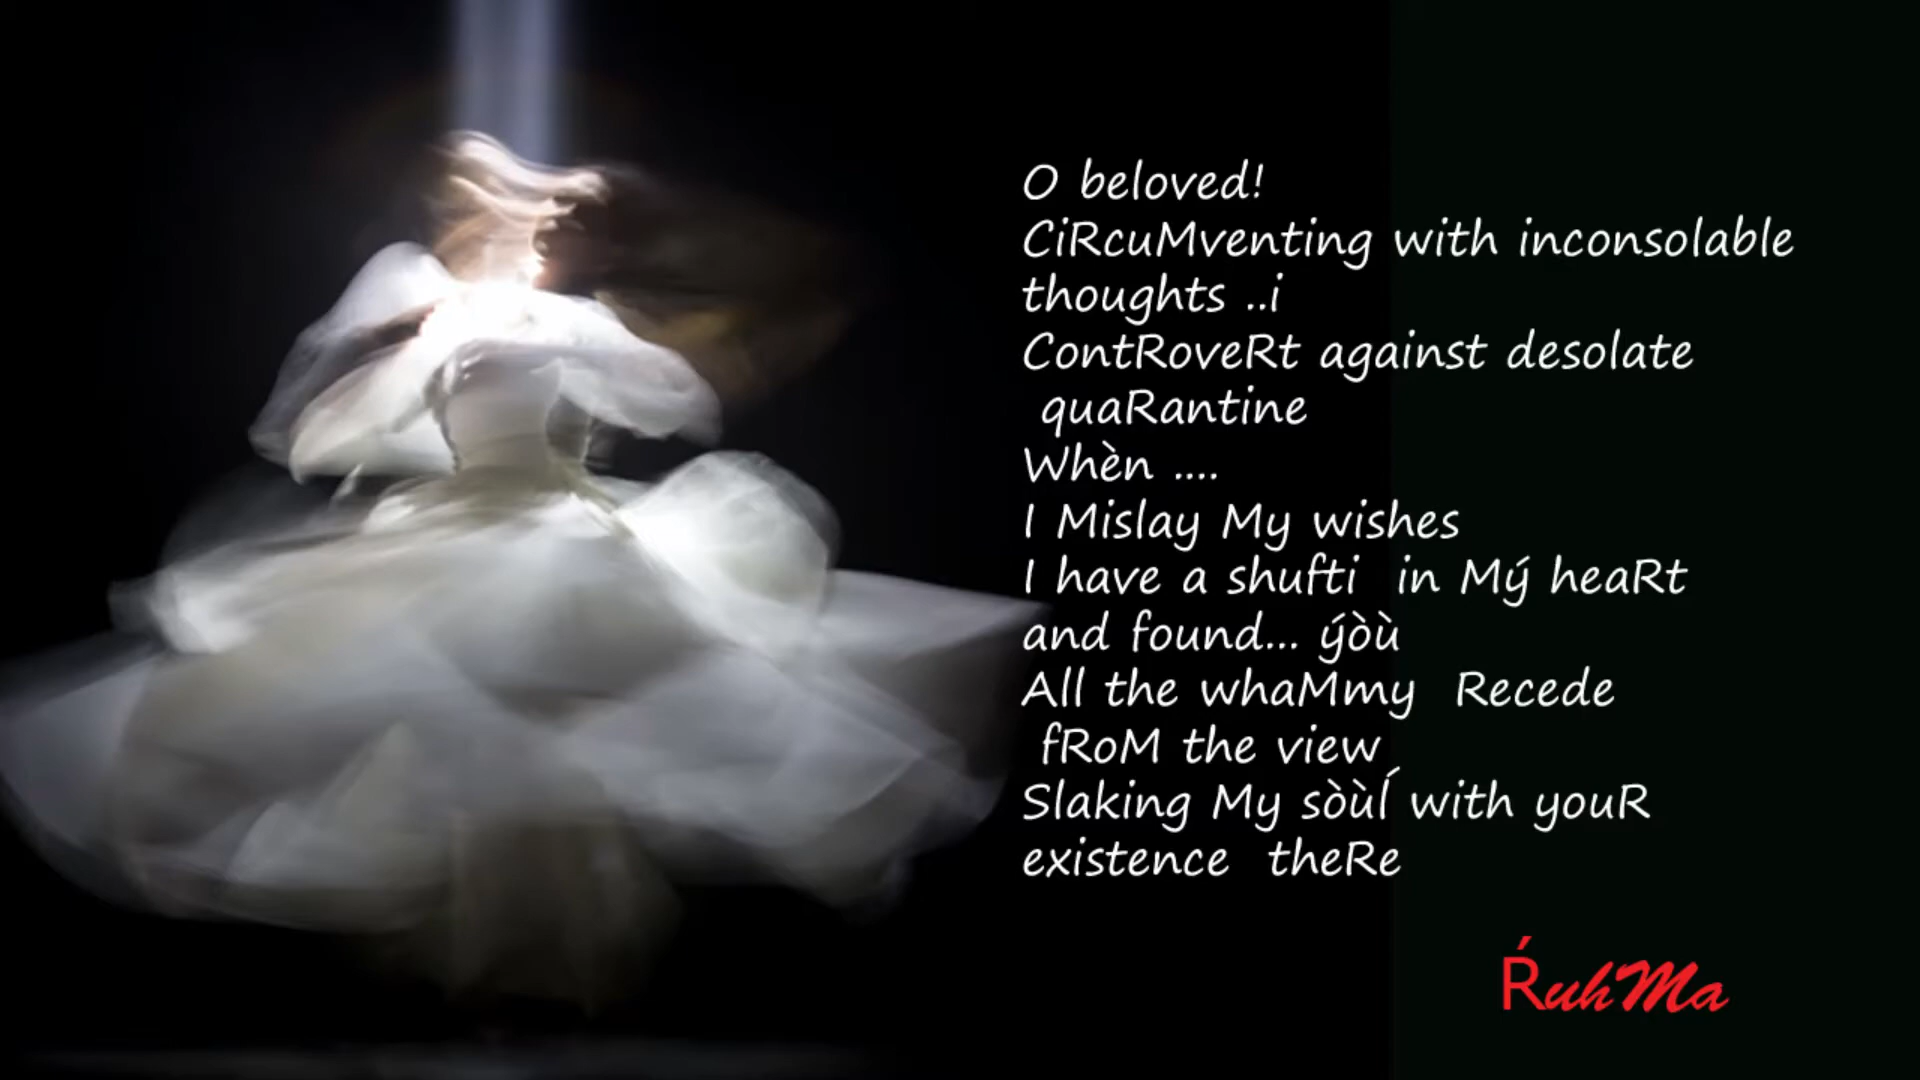 O beloved!
CiRcuMventing with inconsolable
thoughts ..i
ContRoveRt against desolate
quaRantine
Whèn ....
I Mislay My wishes
I have a shufti in Mý heaRt
and found... ýòù
All the whaMmy Recede
fRoM the view
Slaking My sòùĺ with youR
existence theRe
ŔuhMa